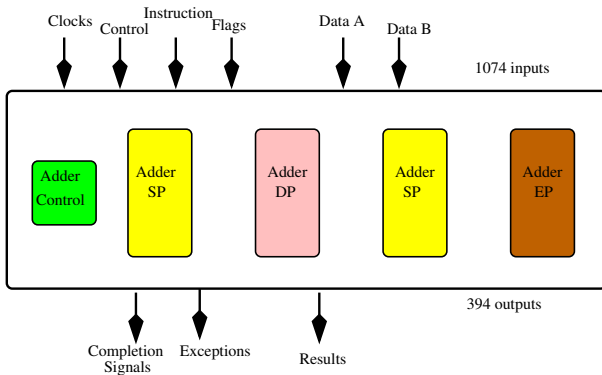 Clocks
Control
Instruction
Flags
Data A
Data B
1074 inputs
Adder
Control
Adder
SP
Adder
DP
Adder
SP
Adder
EP
394 outputs
Completion
Signals
Exceptions
Results